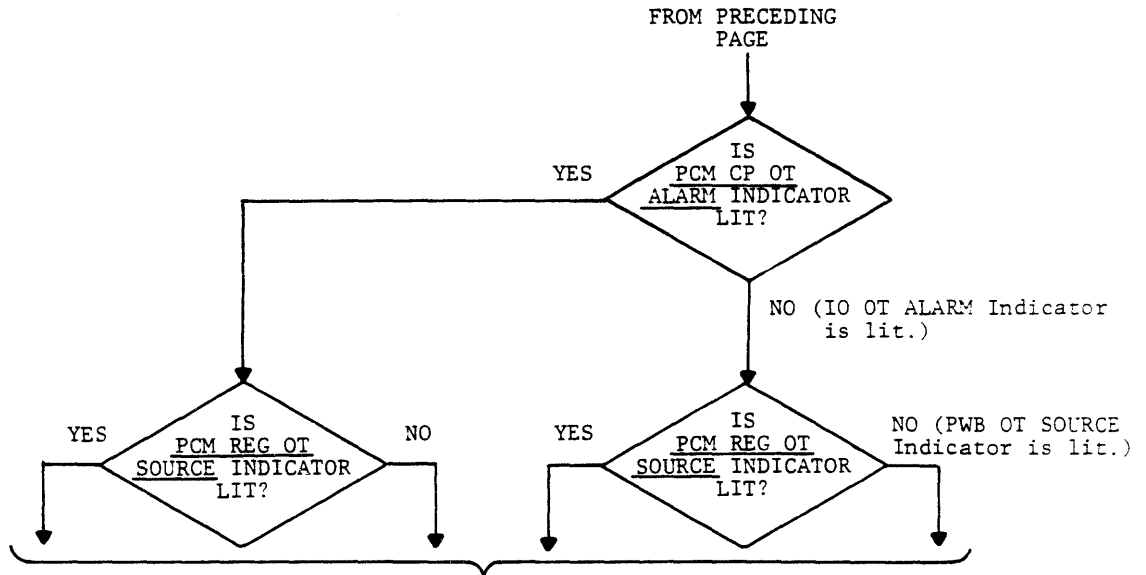 FROM PRECEDING
PAGE
IS
PCM CP OT
ALARM INDICATOR
LIT?
YES
NO (IO OT ALARM Indicator
is lit.)
IS
PCM REG OT
SOURCE INDICATOR
LIT?
YES
NO
IS
PCM REG OT
SOURCE INDICATOR
LIT?
YES
NO (PWB OT SOURCE
Indicator is lit.)